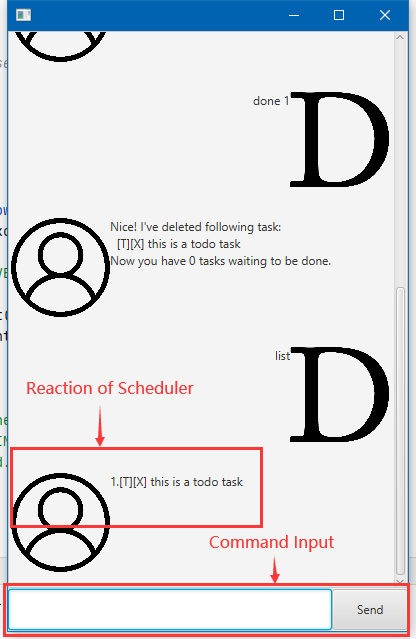 done 1
D
Nice! I've deleted following task:
[T][X] this is a todo task
Now you have 0 tasks waiting to be done.
list
D
Reaction of Scheduler
1.[T][X] this is a todo task
Command Input
Send